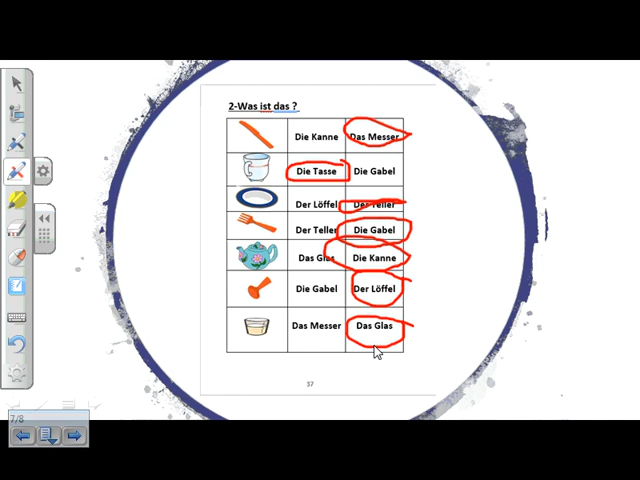 2-Was ist das ?
Die Kanne Das Messer
Die Tasse Die Gabel
Der Löffel Der Teller
Der Teller Die Gabel
Das Glas Die Kanne
Die Gabel Der Löffel
Das Messer Das Glas
37
7/8